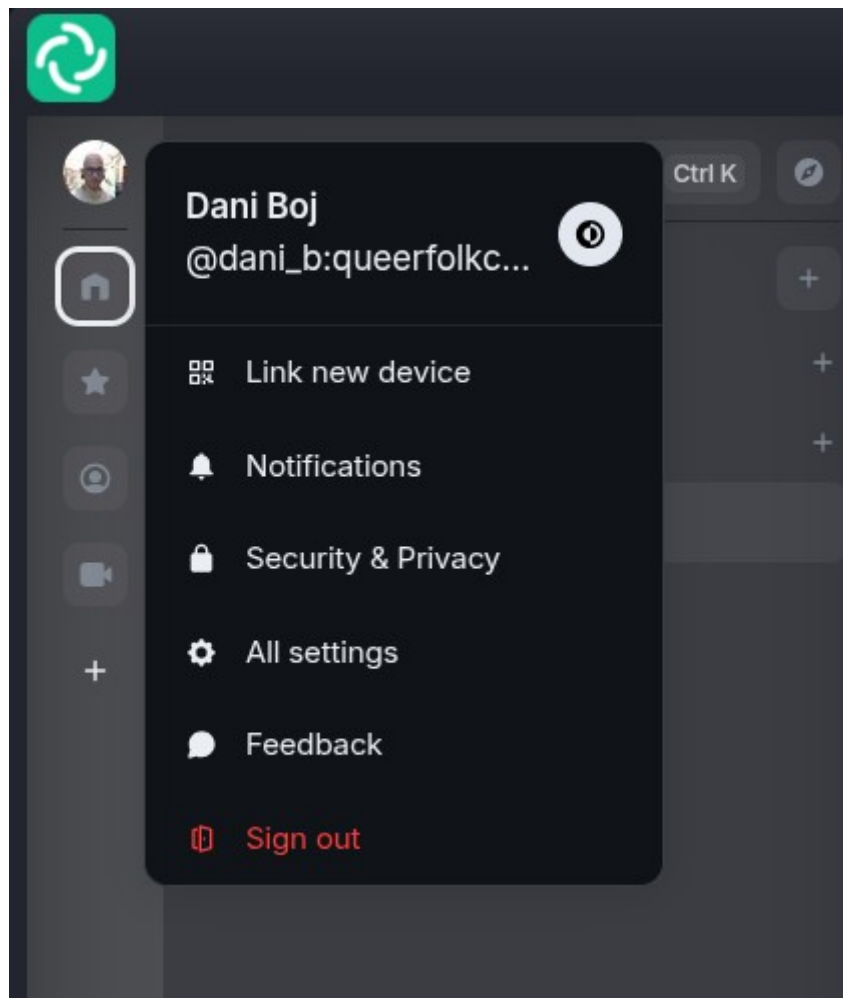 Ctrl K
Dani Boj
@dani_b:queerfolkc...
Link new device
Notifications
Security & Privacy
All settings
Feedback
Sign out